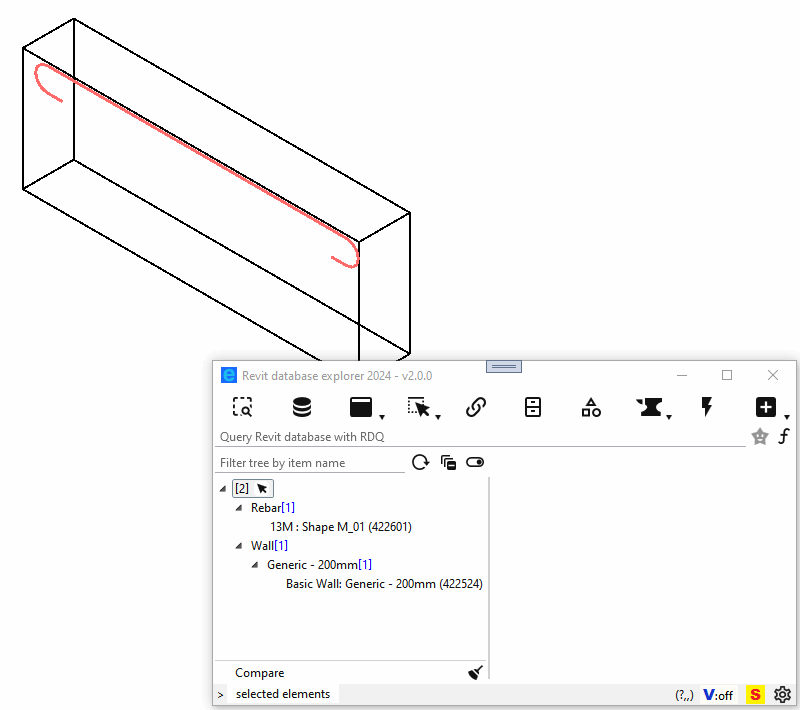 Revit database explorer 2024 - v2.0.0
Query Revit database with RDQ
Filter tree by item name
[2]
Rebar[1]
13M : Shape M_01 (422601)
Wall[1]
Generic - 200mm[1]
Basic Wall: Generic - 200mm (422524)
Compare
> selected elements (?,,) V:off S